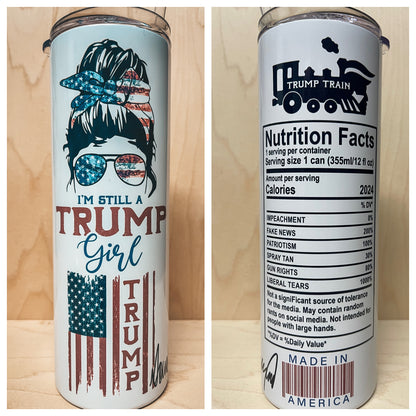 I'M STILL A
TRUMP
Girl
TRUMP
TRUMP TRAIN
Nutrition Facts
1 serving per container
Serving size 1 can (355ml/12 fl oz)
Amount per serving
Calories 2024
% DV*
IMPEACHMENT 0%
FAKE NEWS 200%
PATRIOTISM 100%
SPRAY TAN 30%
GUN RIGHTS 80%
LIBERAL TEARS 1000%
Not a significant source of tolerance
for the media. May contain random
rants on social media. Not intended for
people with large hands.
*%DV = %Daily Value*
MADE IN
AMERICA